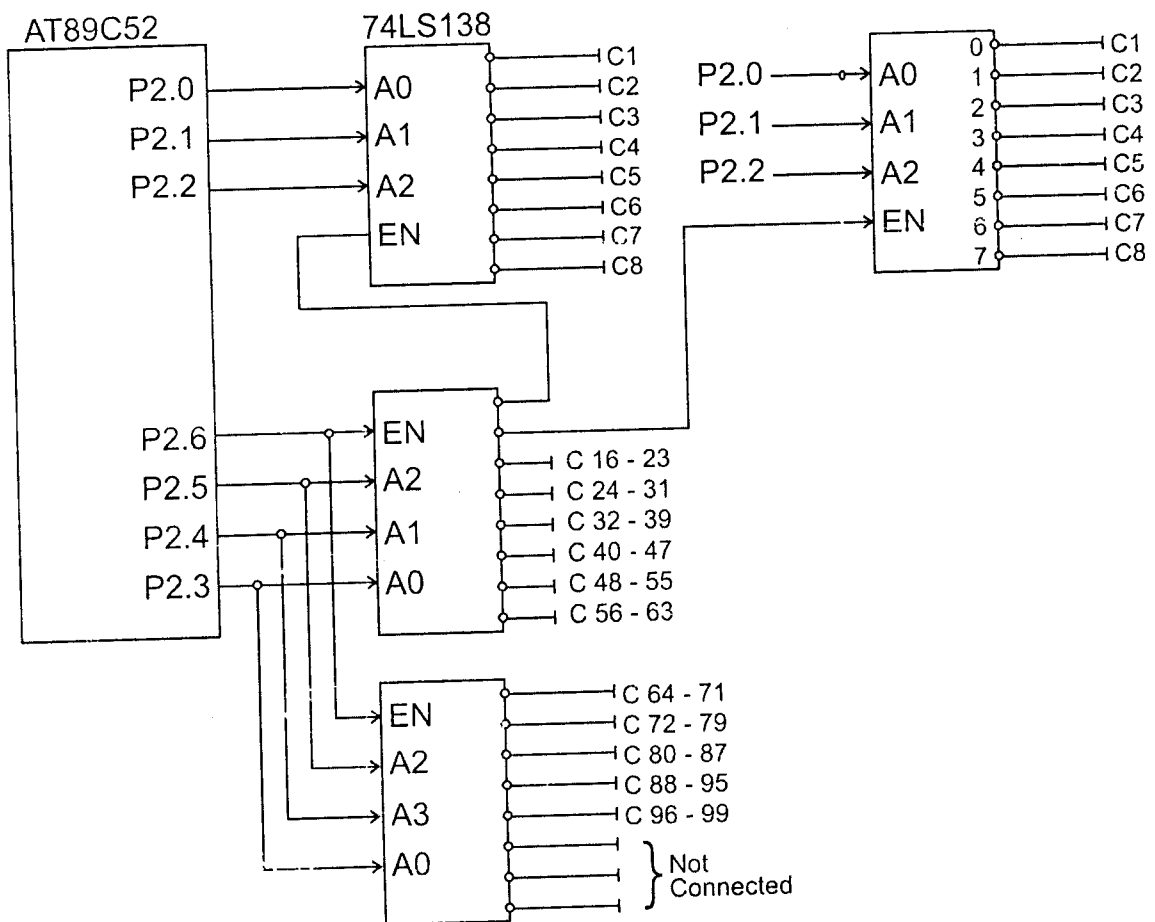 AT89C52
74LS138
P2.0
P2.1
P2.2
P2.6
P2.5
P2.4
P2.3
A0
A1
A2
EN
C1
C2
C3
C4
C5
C6
C7
C8
P2.0
P2.1
P2.2
A0
A1
A2
EN
0
1
2
3
4
5
6
7
C1
C2
C3
C4
C5
C6
C7
C8
EN
A2
A1
A0
C 16 - 23
C 24 - 31
C 32 - 39
C 40 - 47
C 48 - 55
C 56 - 63
EN
A2
A3
A0
C 64 - 71
C 72 - 79
C 80 - 87
C 88 - 95
C 96 - 99
Not
Connected